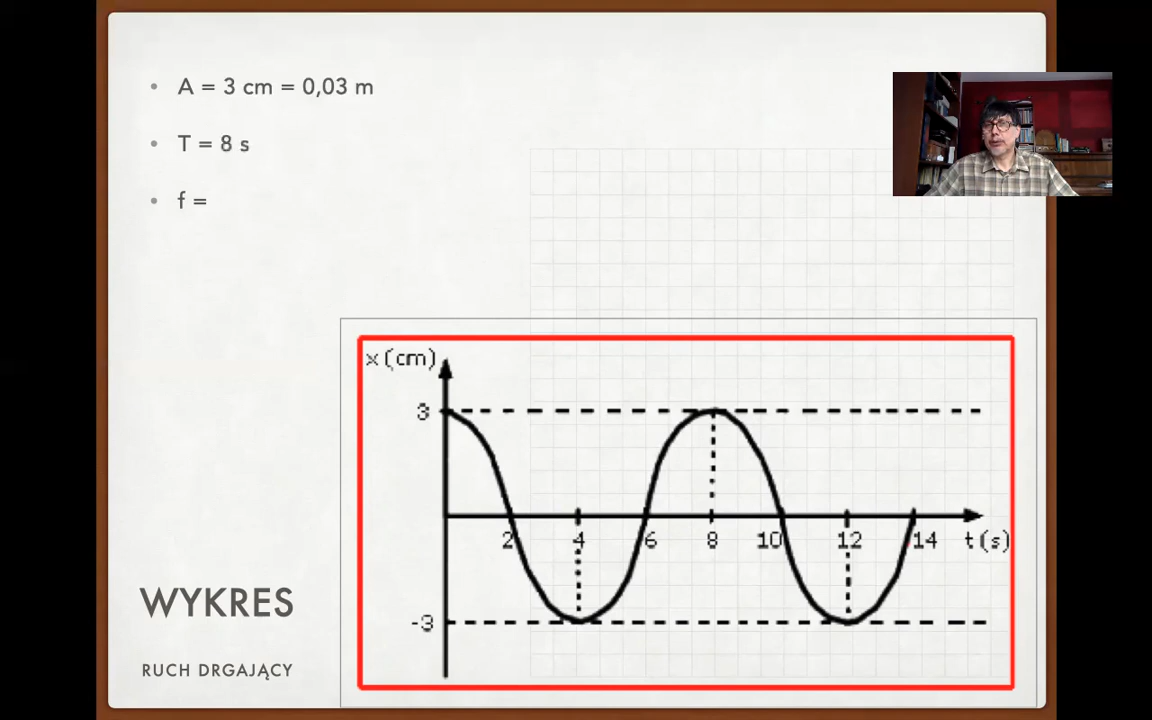 A = 3 cm = 0,03 m
T = 8 s
f =
x (cm)
3
2 4 6 8 10 12 14 t (s)
-3
WYKRES
RUCH DRGAJĄCY